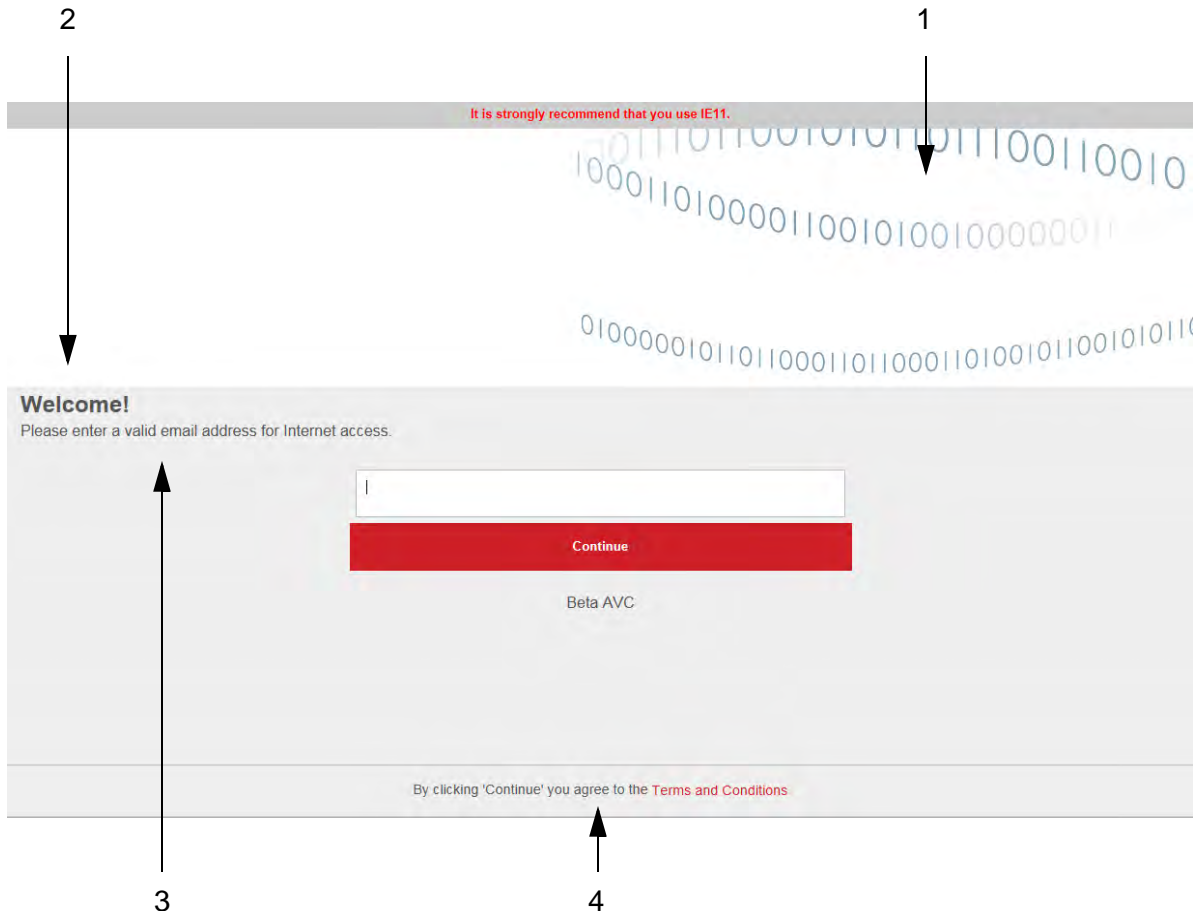 2
1
It is strongly recommend that you use IE11.
01000001011011000110110001101001011001010110
Welcome!
Please enter a valid email address for Internet access.
Continue
Beta AVC
By clicking 'Continue' you agree to the Terms and Conditions
3
4